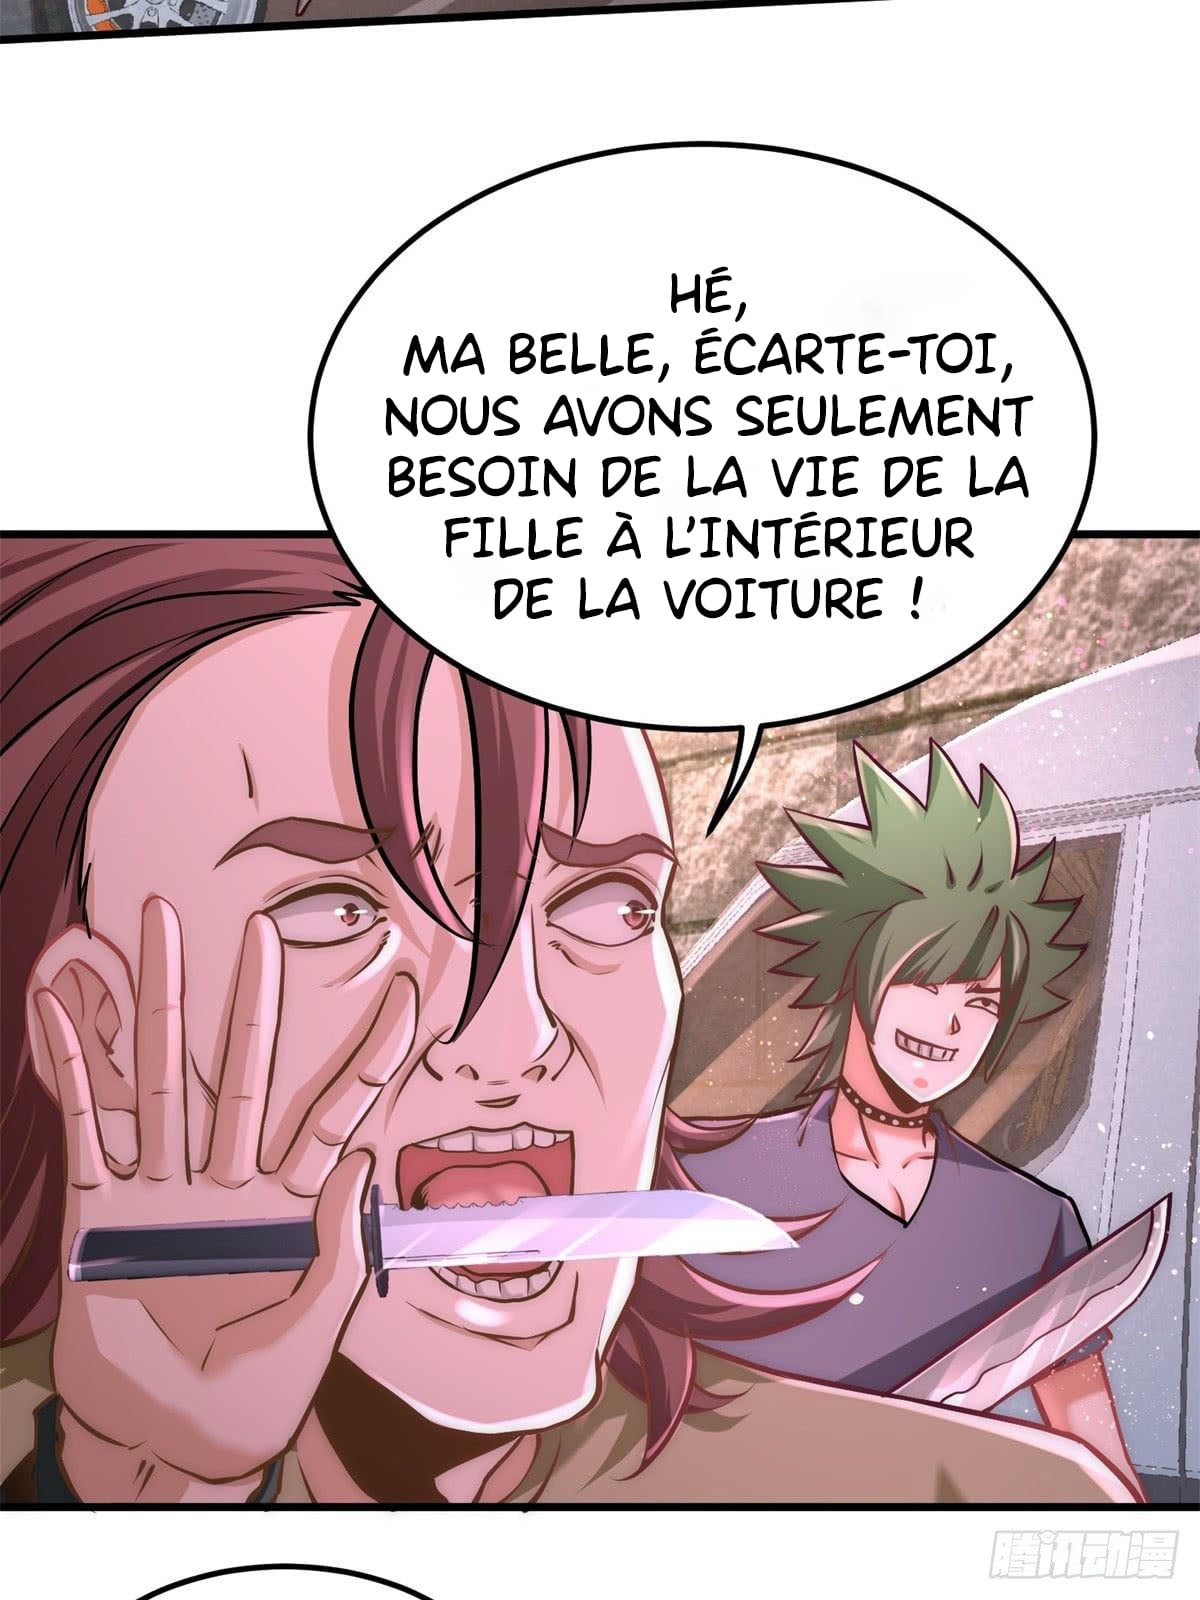 HÉ,
MA BELLE, ÉCARTE-TOI,
NOUS AVONS SEULEMENT
BESOIN DE LA VIE DE LA
FILLE À L'INTÉRIEUR
DE LA VOITURE !
腾讯动漫